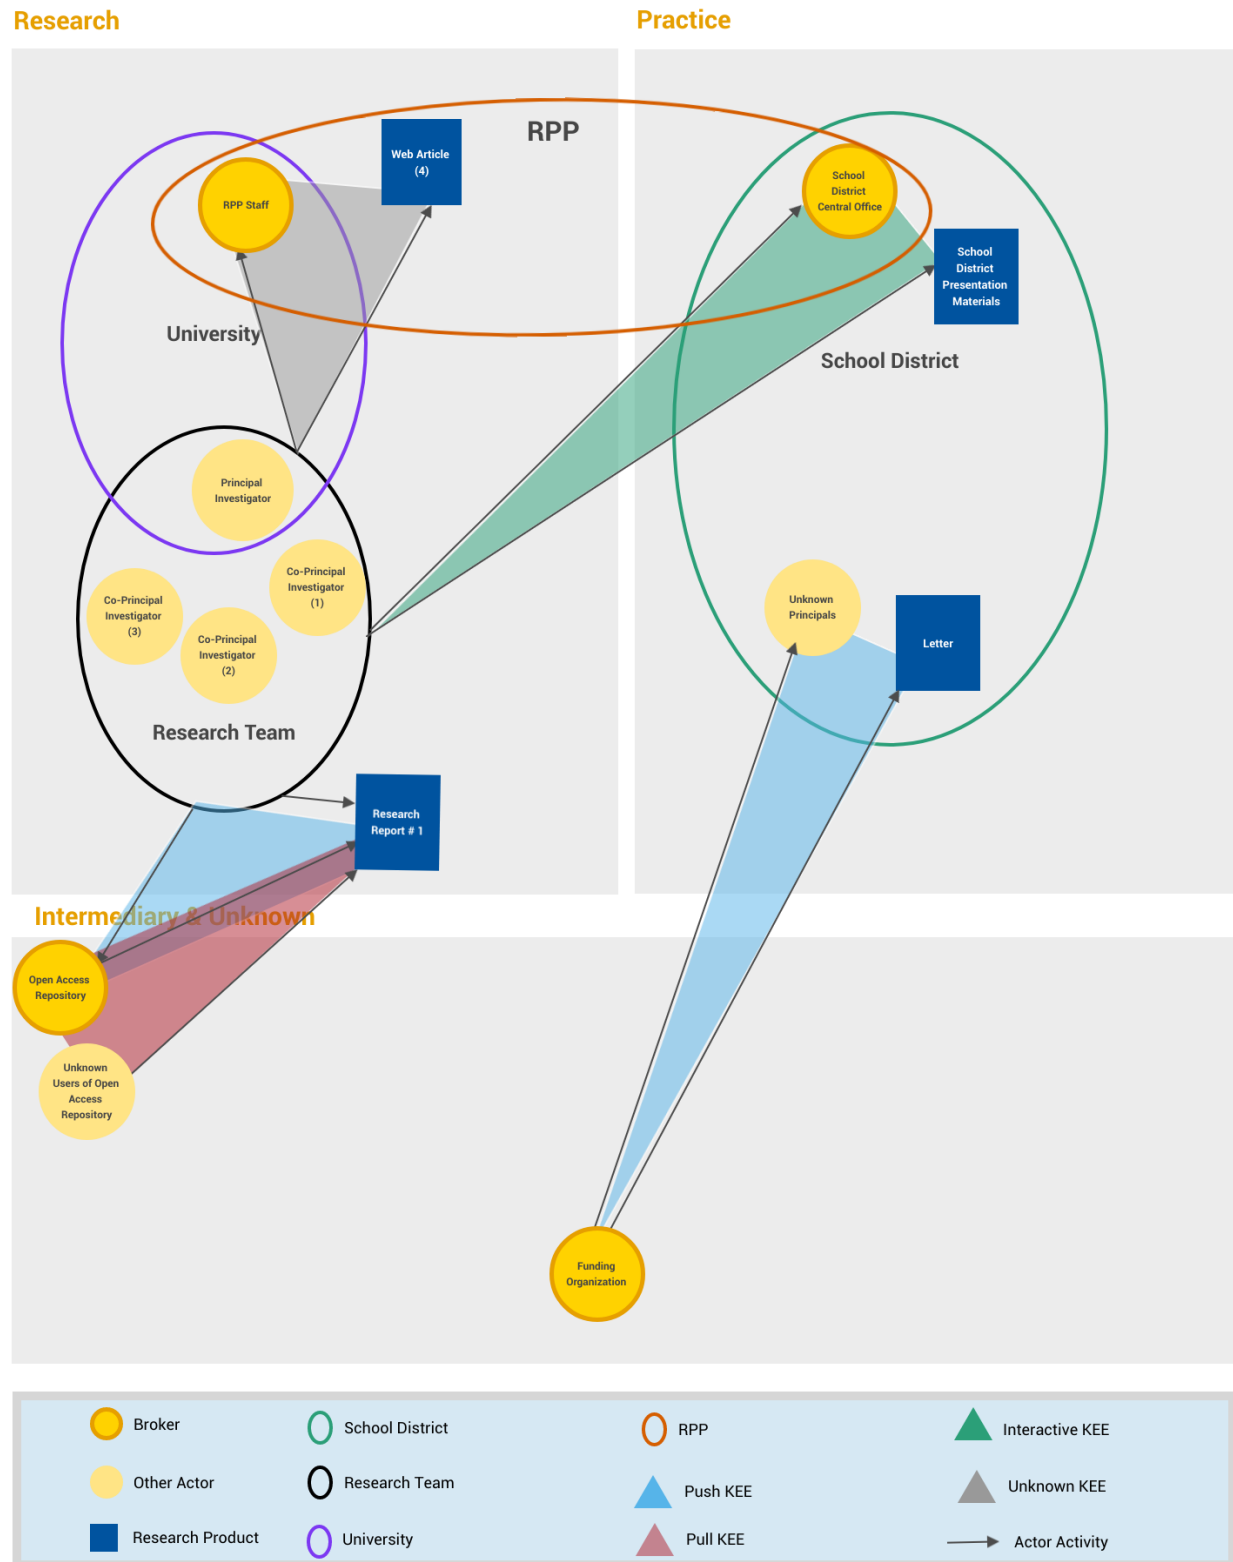 Research
Practice
RPP
Web Article
(4)
RPP Staff
School
District
Central Office
School
District
Presentation
Materials
University
School District
Principal
Investigator
Co-Principal
Investigator
(1)
Co-Principal
Investigator
(3)
Co-Principal
Investigator
(2)
Unknown
Principals
Letter
Research Team
Research
Report # 1
Intermediary & Unknown
Open Access
Repository
Unknown
Users of Open
Access
Repository
Funding
Organization
Broker
School District
RPP
Interactive KEE
Other Actor
Research Team
Push KEE
Unknown KEE
Research Product
University
Pull KEE
Actor Activity